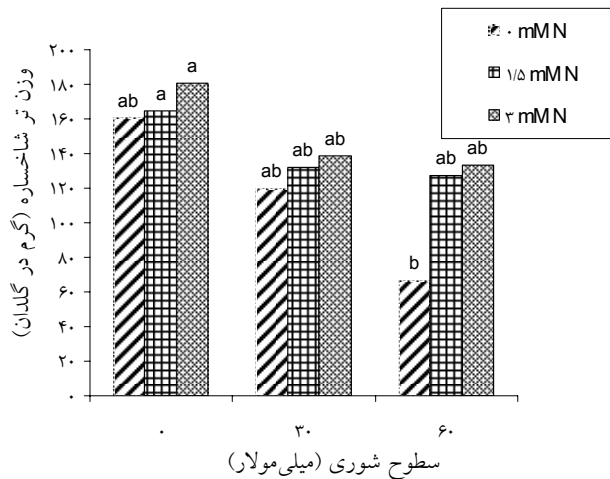 ۰ mMN
۱/۵ mMN
۳ mMN
وزن تر شاخساره (گرم در گلدان)
۲۰۰
۱۸۰
۱۶۰
۱۴۰
۱۲۰
۱۰۰
۸۰
۶۰
۴۰
۲۰
۰
ab a a
ab ab ab
b ab ab
۰ ۳۰ ۶۰
سطوح شوری (میلی‌مولار)